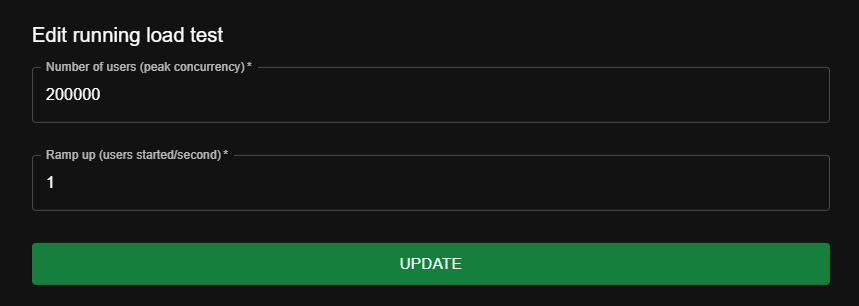 Edit running load test
Number of users (peak concurrency) *
200000
Ramp up (users started/second) *
1
UPDATE